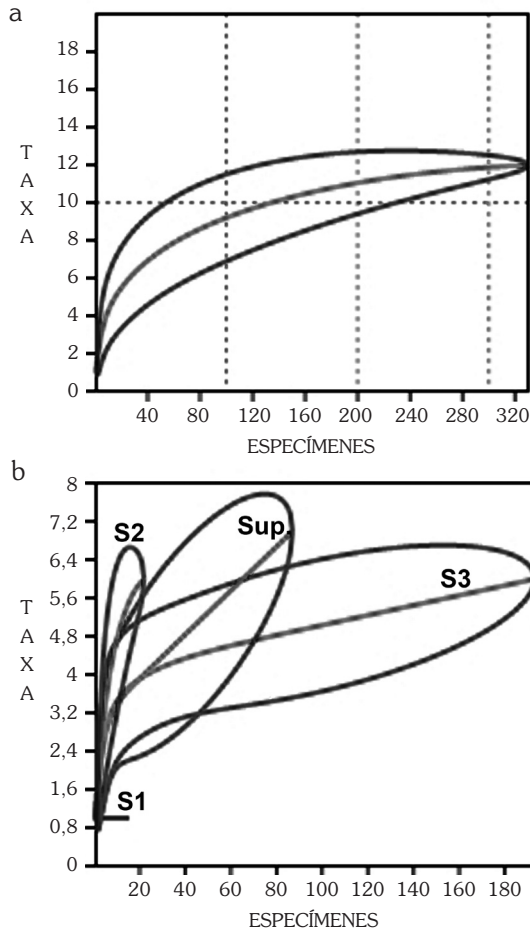 a
18
16
14
12
10
8
6
4
2
0
T
A
X
A
40 80 120 160 200 240 280 320
ESPECÍMENES
b
8
7,2
6,4
5,6
4,8
4
3,2
2,4
1,6
0,8
0
T
A
X
A
S2
Sup.
S3
S1
20 40 60 80 100 120 140 160 180
ESPECÍMENES